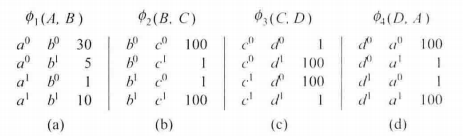 ϕ₁(A, B) ϕ₂(B, C) ϕ₃(C, D) ϕ₄(D, A)
a⁰ b⁰ 30 b⁰ c⁰ 100 c⁰ d⁰ 1 d⁰ a⁰ 100
a⁰ b¹ 5 b⁰ c¹ 1 c⁰ d¹ 100 d⁰ a¹ 1
a¹ b⁰ 1 b¹ c⁰ 1 c¹ d⁰ 100 d¹ a⁰ 1
a¹ b¹ 10 b¹ c¹ 100 c¹ d¹ 1 d¹ a¹ 100
(a) (b) (c) (d)